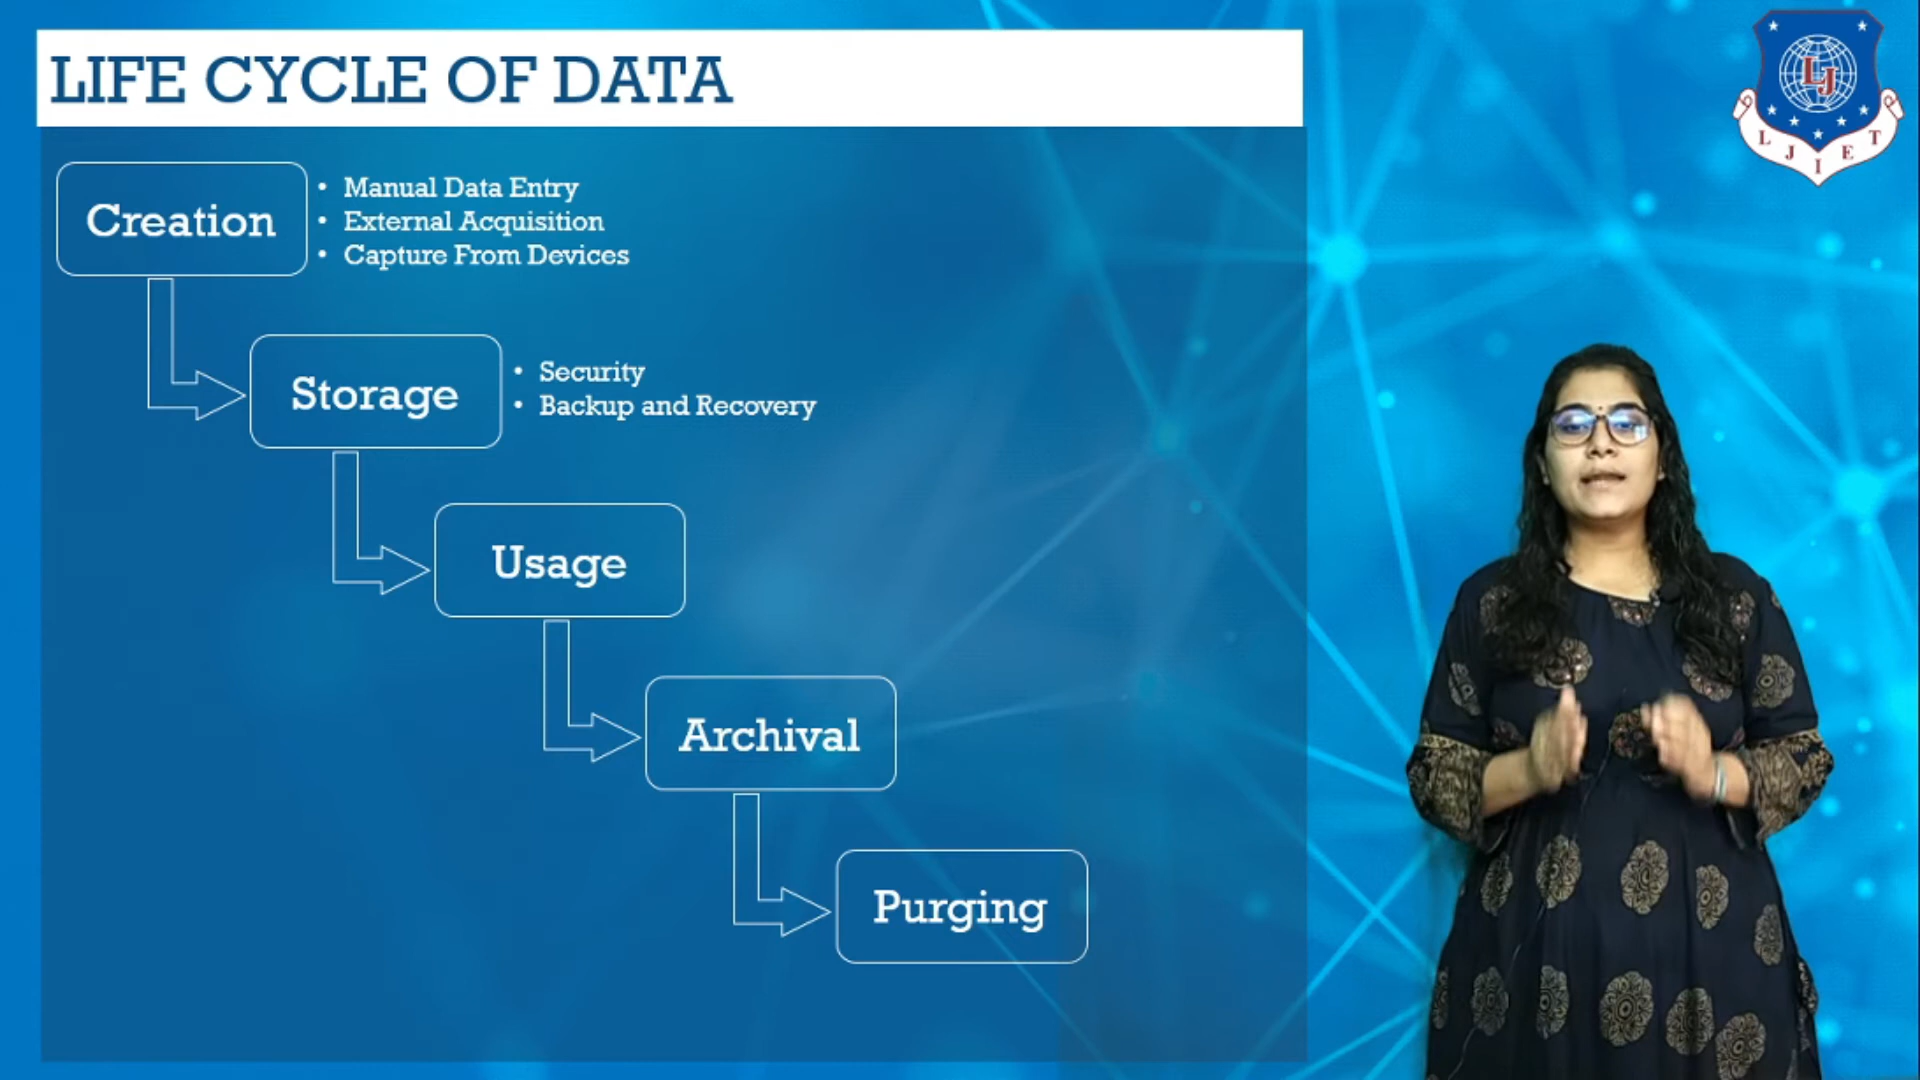 LIFE CYCLE OF DATA
Creation
• Manual Data Entry
• External Acquisition
• Capture From Devices
Storage
• Security
• Backup and Recovery
Usage
Archival
Purging
LJ
L J I E T